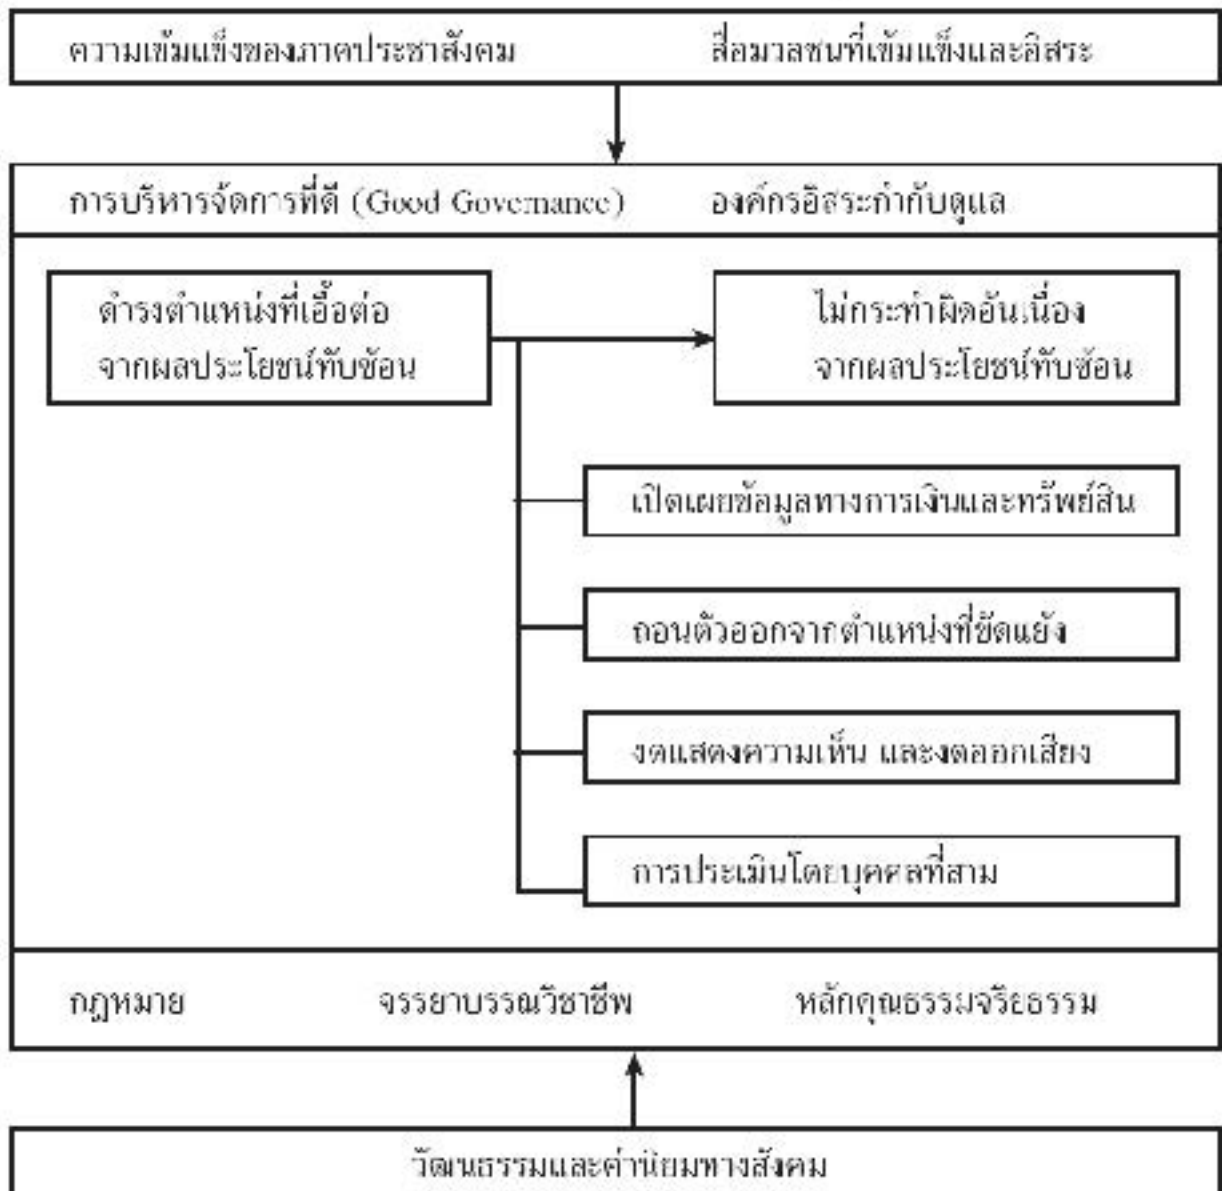 ความเข้มแข็งของภาคประชาสังคม สื่อมวลชนที่เข้มแข็งและอิสระ
การบริหารจัดการที่ดี (Good Governance) องค์กรอิสระกำกับดูแล
ดำรงตำแหน่งที่เอื้อต่อ
จากผลประโยชน์ทับซ้อน
ไม่กระทำผิดอันเนื่อง
จากผลประโยชน์ทับซ้อน
เปิดเผยข้อมูลทางการเงินและทรัพย์สิน
ถอนตัวออกจากตำแหน่งที่ขัดแย้ง
งดแสดงความเห็น และงดออกเสียง
การประเมินโดยบุคคลที่สาม
กฎหมาย จรรยาบรรณวิชาชีพ หลักคุณธรรมจริยธรรม
วัฒนธรรมและค่านิยมทางสังคม